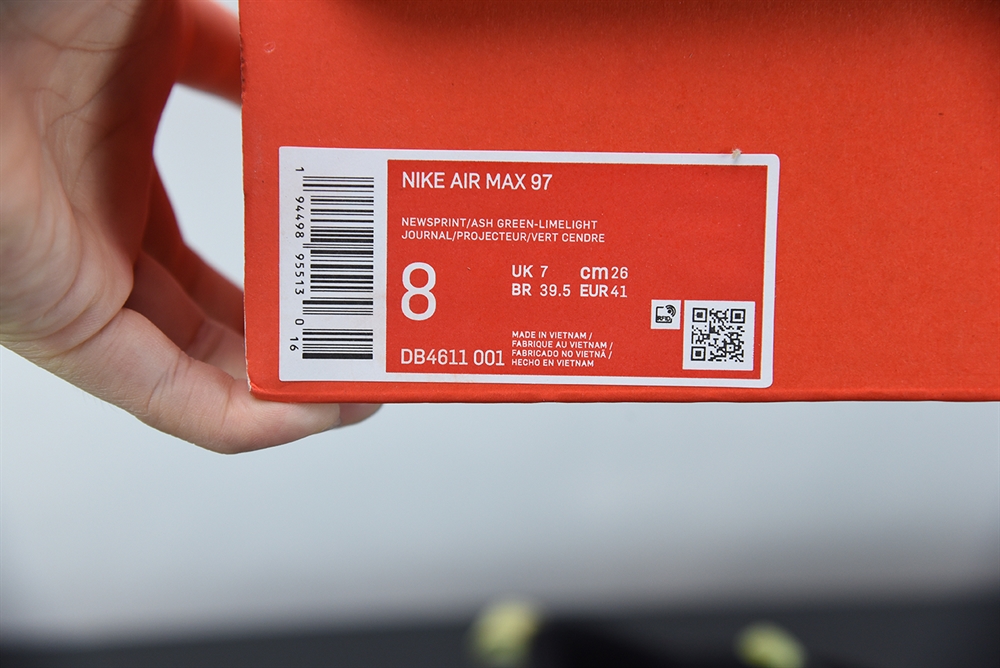 NIKE AIR MAX 97
NEWSPRINT/ASH GREEN-LIMELIGHT
JOURNAL/PROJECTEUR/VERT CENDRE
8
UK 7 cm 26
BR 39.5 EUR 41
DB4611 001
MADE IN VIETNAM /
FABRIQUE AU VIETNAM /
FABRICADO NO VIETNÃ /
HECHO EN VIETNAM
RFID
1 94498 95513 0 16